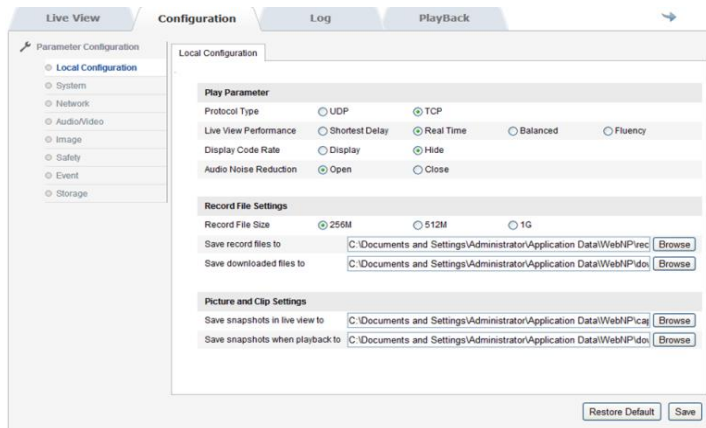 Live View Configuration Log PlayBack
Parameter Configuration
Local Configuration
System
Network
Audio/Video
Image
Safety
Event
Storage
Local Configuration
Play Parameter
Protocol Type UDP TCP
Live View Performance Shortest Delay Real Time Balanced Fluency
Display Code Rate Display Hide
Audio Noise Reduction Open Close
Record File Settings
Record File Size 256M 512M 1G
Save record files to C:\Documents and Settings\Administrator\Application Data\WebNP\rec Browse
Save downloaded files to C:\Documents and Settings\Administrator\Application Data\WebNP\dov Browse
Picture and Clip Settings
Save snapshots in live view to C:\Documents and Settings\Administrator\Application Data\WebNP\cap Browse
Save snapshots when playback to C:\Documents and Settings\Administrator\Application Data\WebNP\dov Browse
Restore Default Save